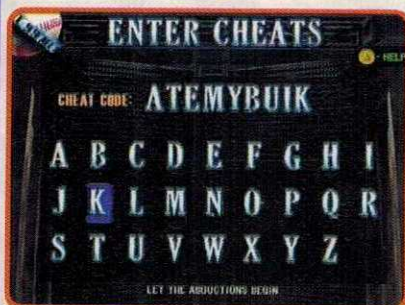 ENTER CHEATS
- HELP
CHEAT CODE: ATEMYBUIK
A B C D E F G H I
J K L M N O P Q R
S T U V W X Y Z
LET THE ABDUCTIONS BEGIN